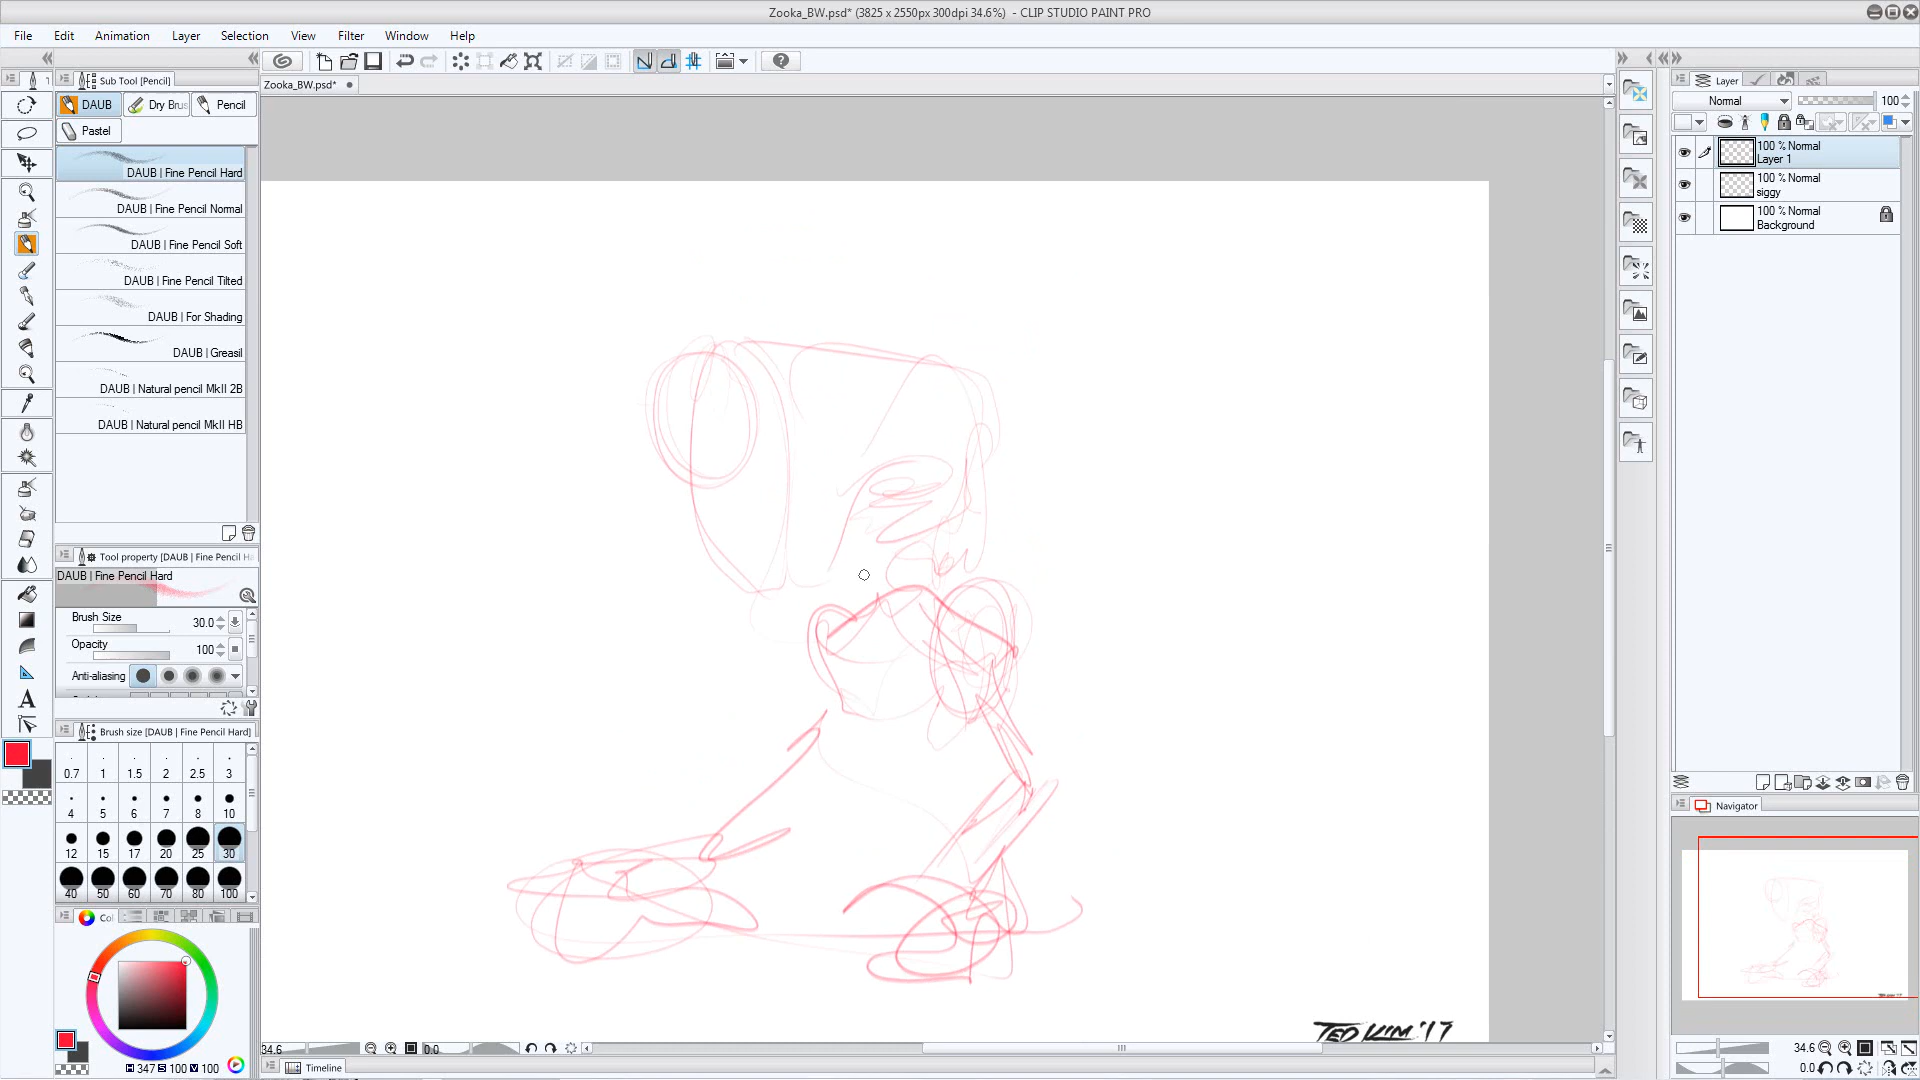 Zooka_BW.psd* (3825 x 2550px 300dpi 34.6%) - CLIP STUDIO PAINT PRO
File Edit Animation Layer Selection View Filter Window Help
Sub Tool [Pencil]
Zooka_BW.psd*
Layer
DAUB Dry Brus Pencil
Pastel
Normal 100
DAUB | Fine Pencil Hard
DAUB | Fine Pencil Normal
DAUB | Fine Pencil Soft
DAUB | Fine Pencil Tilted
DAUB | For Shading
DAUB | Greasil
DAUB | Natural pencil MkII 2B
DAUB | Natural pencil MkII HB
100 % Normal
Layer 1
100 % Normal
siggy
100 % Normal
Background
Tool property [DAUB | Fine Pencil Ha
DAUB | Fine Pencil Hard
Brush Size 30.0
Opacity 100
Anti-aliasing
Brush size [DAUB | Fine Pencil Hard]
0.7 1 1.5 2 2.5 3
4 5 6 7 8 10
12 15 17 20 25 30
40 50 60 70 80 100
Col
H 347 S 100 V 100
Navigator
TED KIM '17
34.6 0.0
Timeline
34.6
0.0